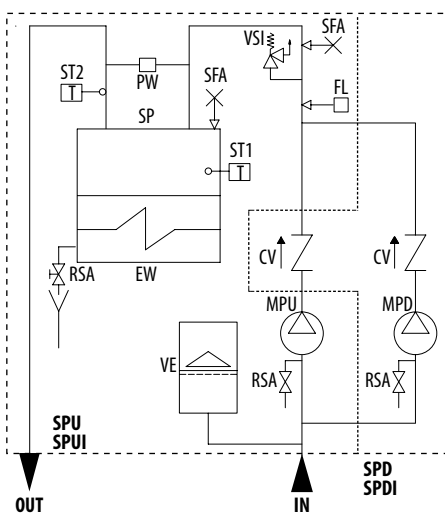 SFA
VSI
ST2
PW
SFA
FL
T
SP
ST1
T
CV
CV
RSA
EW
MPU
MPD
VE
RSA
RSA
SPU
SPUI
SPD
SPDI
OUT
IN